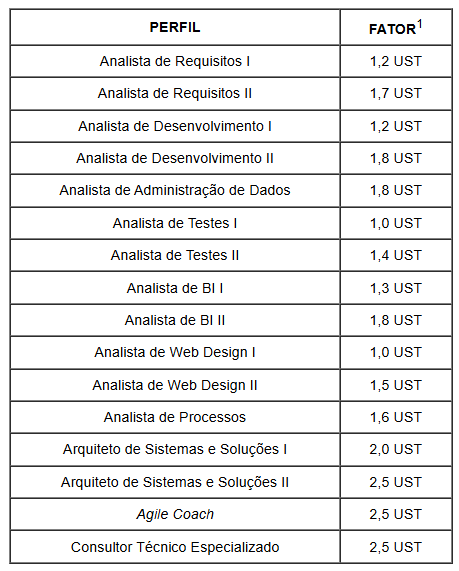 PERFIL FATOR1
Analista de Requisitos I 1,2 UST
Analista de Requisitos II 1,7 UST
Analista de Desenvolvimento I 1,2 UST
Analista de Desenvolvimento II 1,8 UST
Analista de Administração de Dados 1,8 UST
Analista de Testes I 1,0 UST
Analista de Testes II 1,4 UST
Analista de BI I 1,3 UST
Analista de BI II 1,8 UST
Analista de Web Design I 1,0 UST
Analista de Web Design II 1,5 UST
Analista de Processos 1,6 UST
Arquiteto de Sistemas e Soluções I 2,0 UST
Arquiteto de Sistemas e Soluções II 2,5 UST
Agile Coach 2,5 UST
Consultor Técnico Especializado 2,5 UST